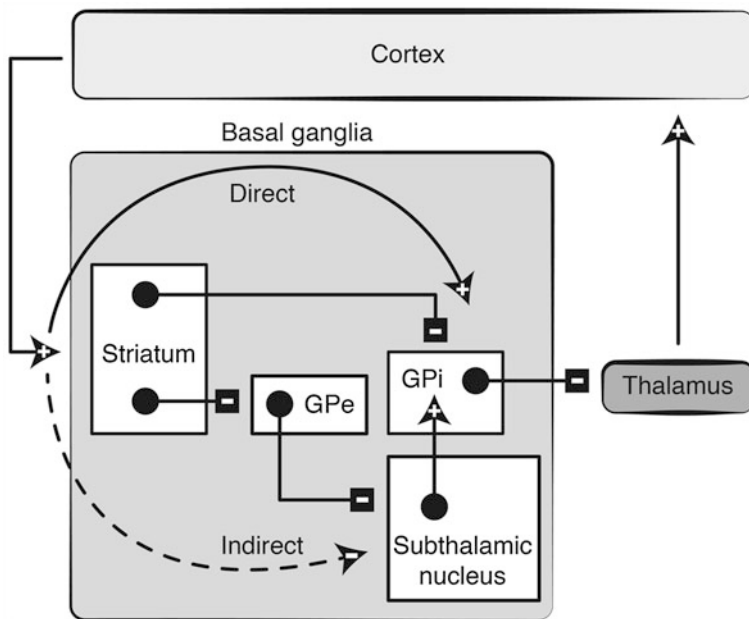 Cortex
Basal ganglia
Direct
Striatum
GPi
GPe
Thalamus
Indirect
Subthalamic
nucleus